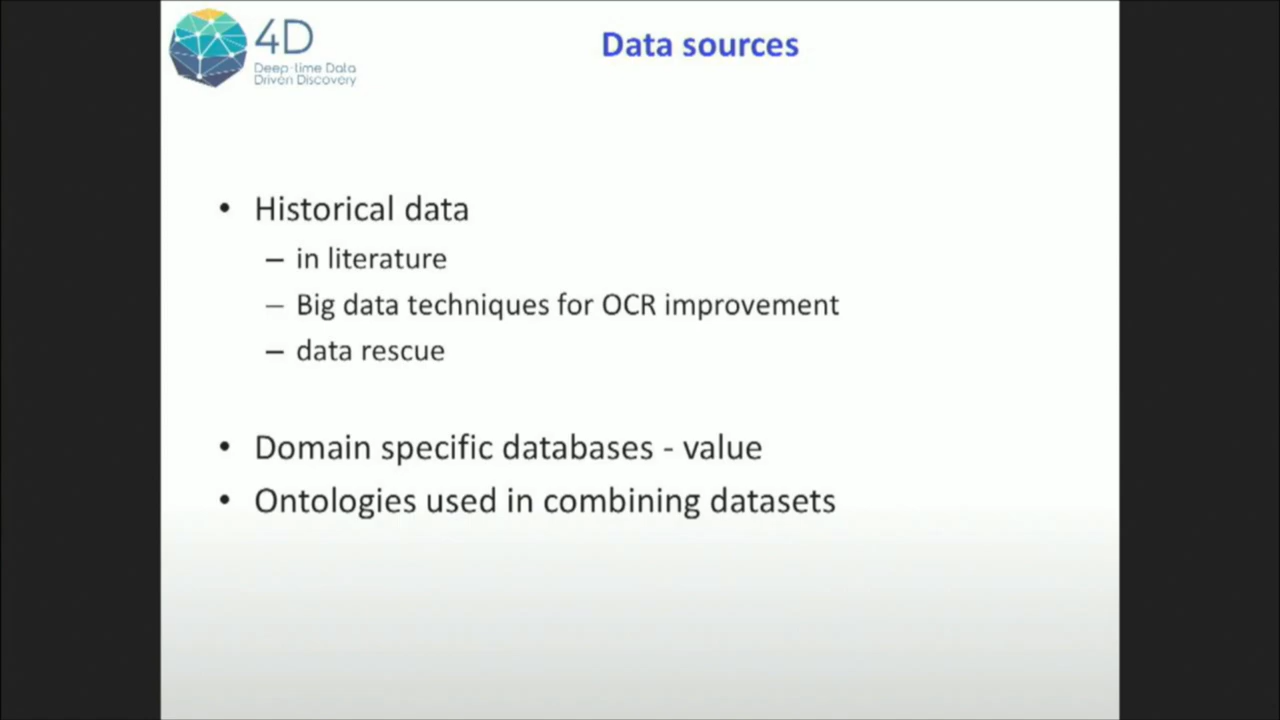 4D
Deep-time Data
Driven Discovery
Data sources
• Historical data
– in literature
– Big data techniques for OCR improvement
– data rescue
• Domain specific databases - value
• Ontologies used in combining datasets